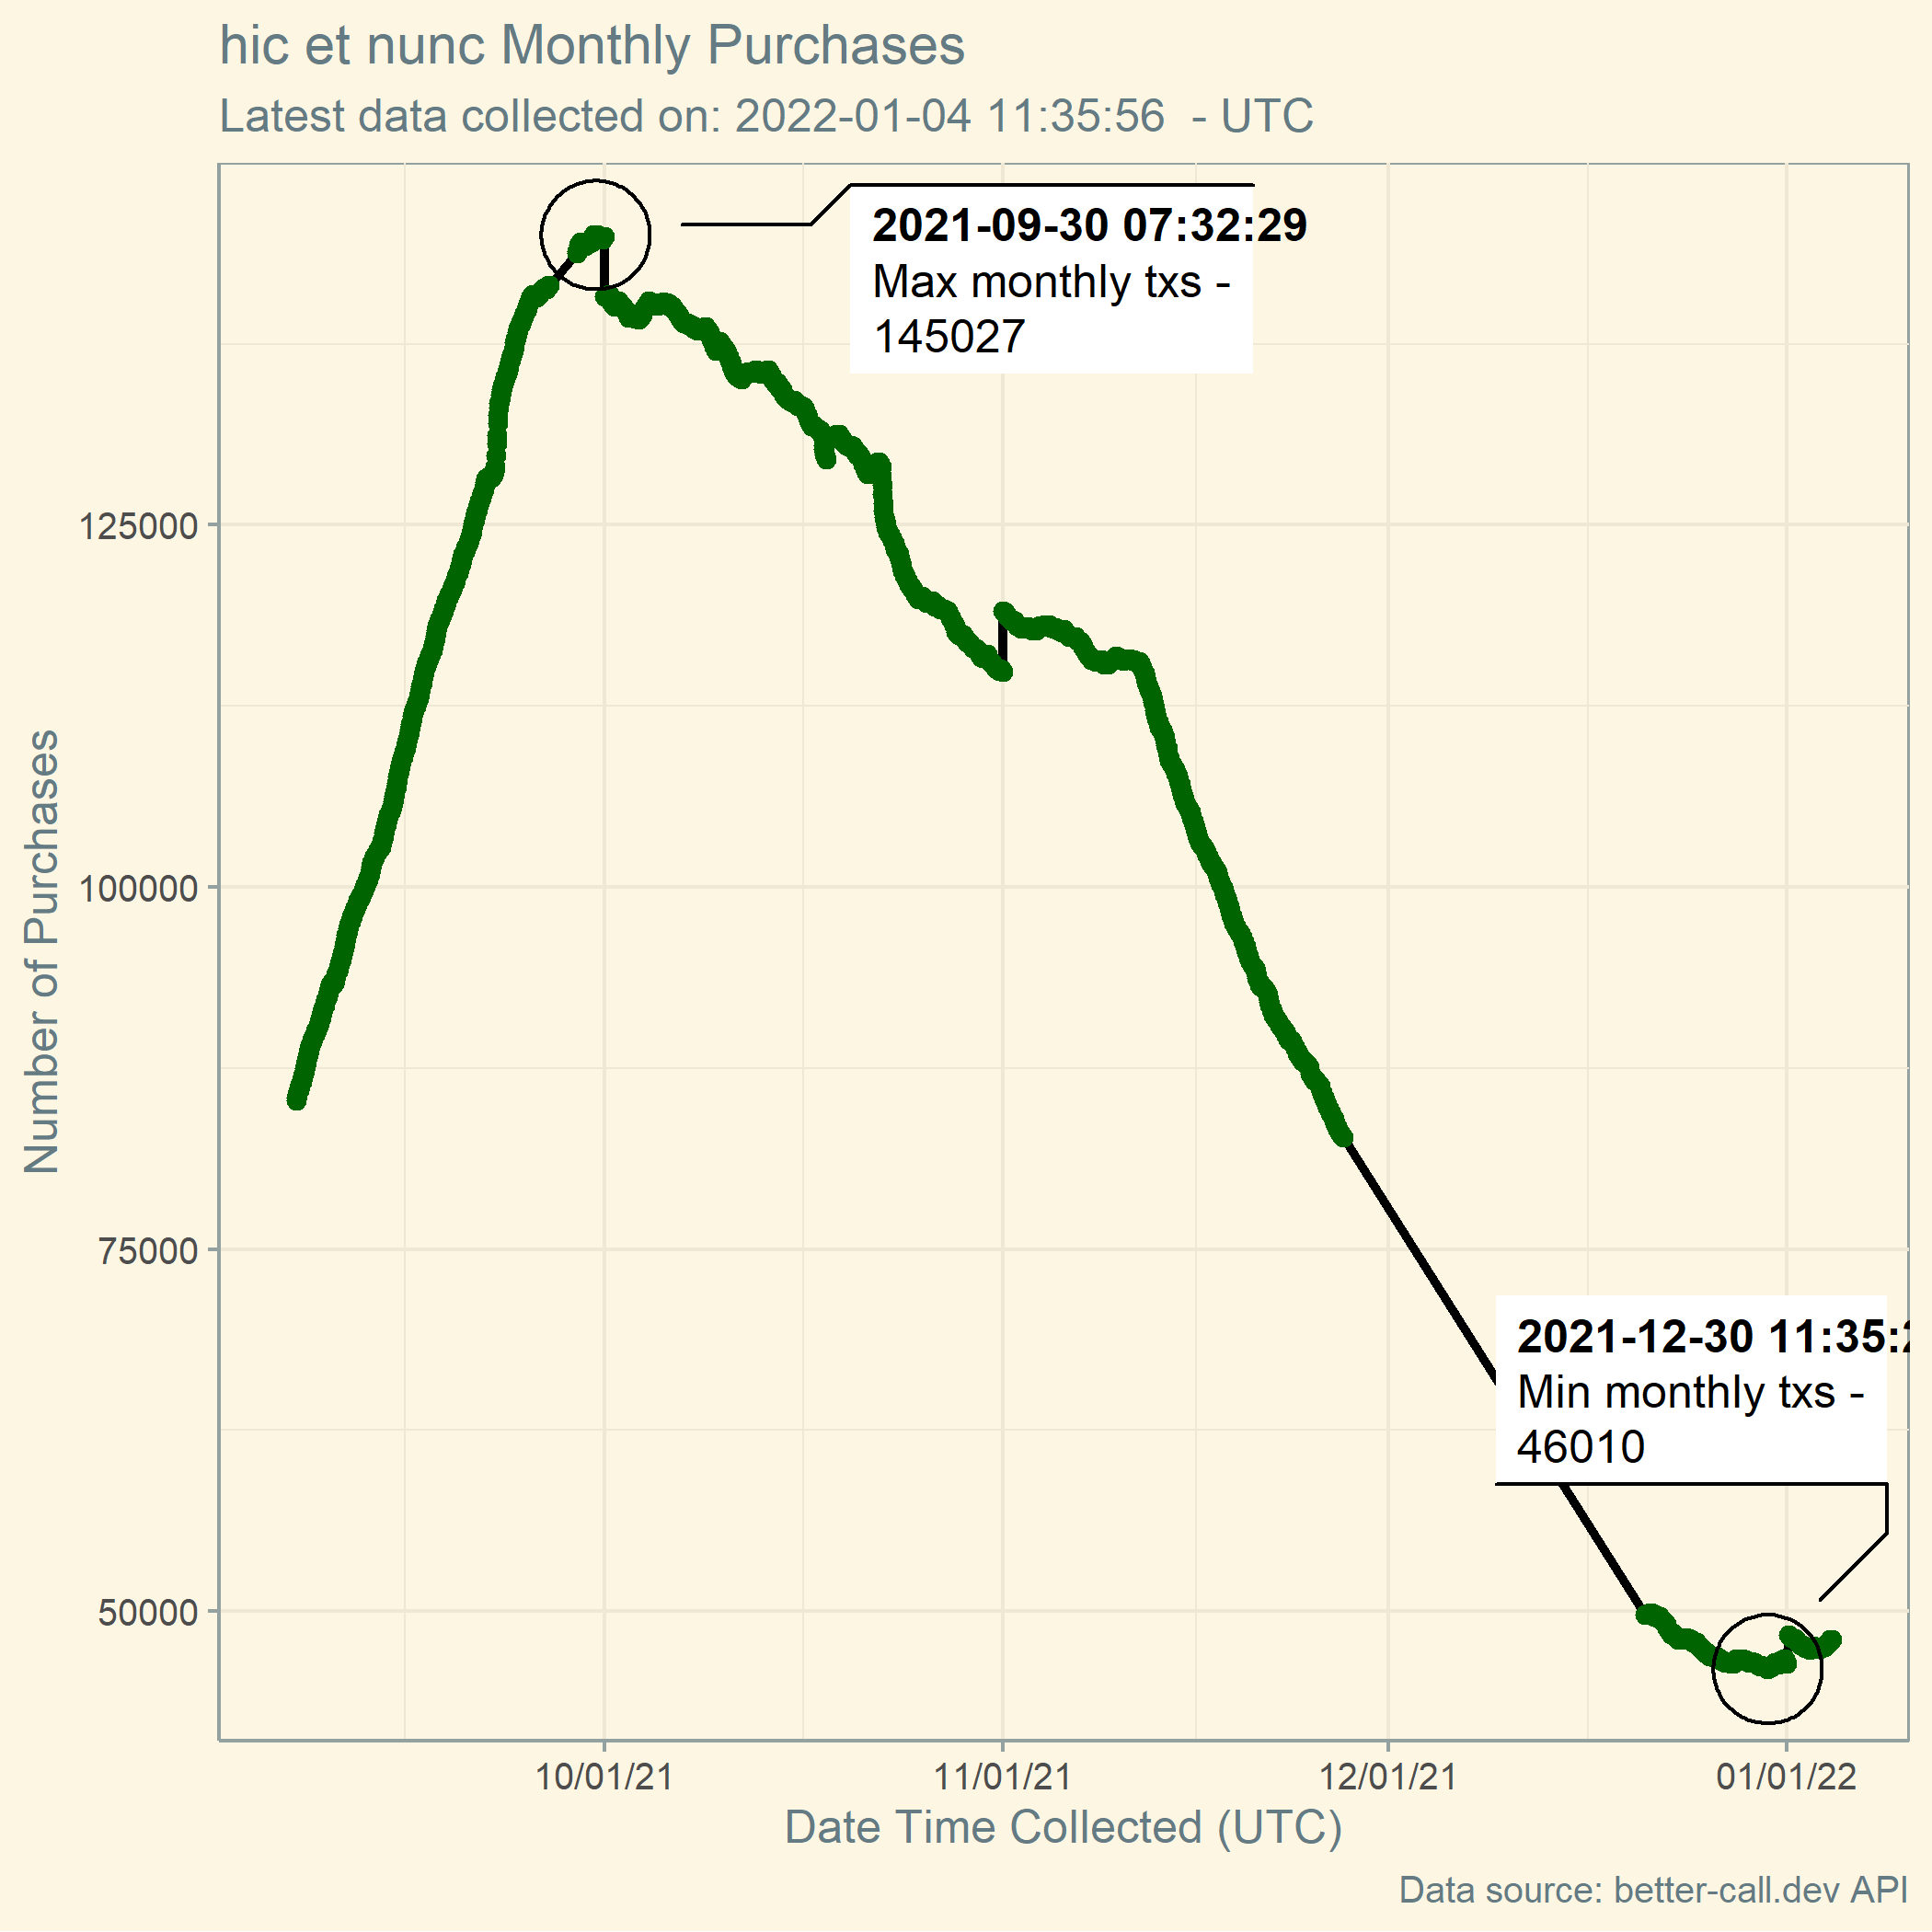 hic et nunc Monthly Purchases
Latest data collected on: 2022-01-04 11:35:56 - UTC
2021-09-30 07:32:29
Max monthly txs -
145027
125000
100000
75000
50000
Number of Purchases
2021-12-30 11:35:
Min monthly txs -
46010
10/01/21
11/01/21
12/01/21
01/01/22
Date Time Collected (UTC)
Data source: better-call.dev API